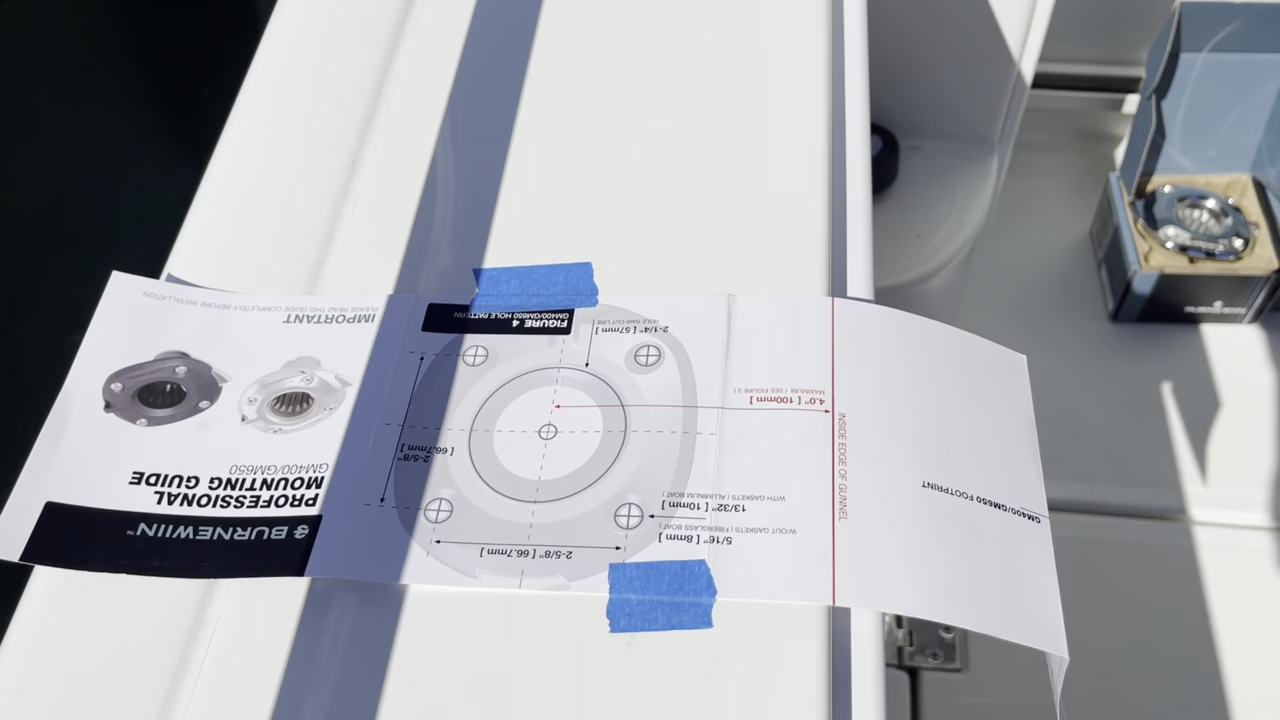 BURNEWIIN™
PROFESSIONAL
MOUNTING GUIDE
GM400/GM650
IMPORTANT
PLEASE READ THIS GUIDE COMPLETELY BEFORE INSTALLATION
2-5/8" [ 66.7mm ]
5/16" [ 8mm ]
W/OUT GASKETS ( FIBERGLASS BOAT )
13/32" [ 10mm ]
WITH GASKETS ( ALUMINUM BOAT )
2-5/8"
[ 66.7mm ]
4.0" [ 100mm ]
MAXIMUM ( SEE FIGURE 2 )
2-1/4" [ 57mm ]
HOLE SAW CUT LINE
FIGURE 4
GM400/GM650 HOLE PATTERN
INSIDE EDGE OF GUNNEL
GM400/GM650 FOOTPRINT